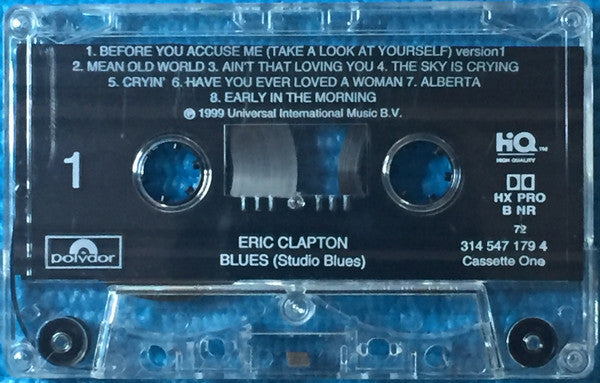 1. BEFORE YOU ACCUSE ME (TAKE A LOOK AT YOURSELF) version1
2. MEAN OLD WORLD 3. AIN'T THAT LOVING YOU 4. THE SKY IS CRYING
5. CRYIN' 6. HAVE YOU EVER LOVED A WOMAN 7. ALBERTA
8. EARLY IN THE MORNING
℗ 1999 Universal International Music B.V.
HiQ™
HIGH QUALITY
1
HX PRO
B NR
72
ERIC CLAPTON
314 547 179 4
polydor
BLUES (Studio Blues)
Cassette One